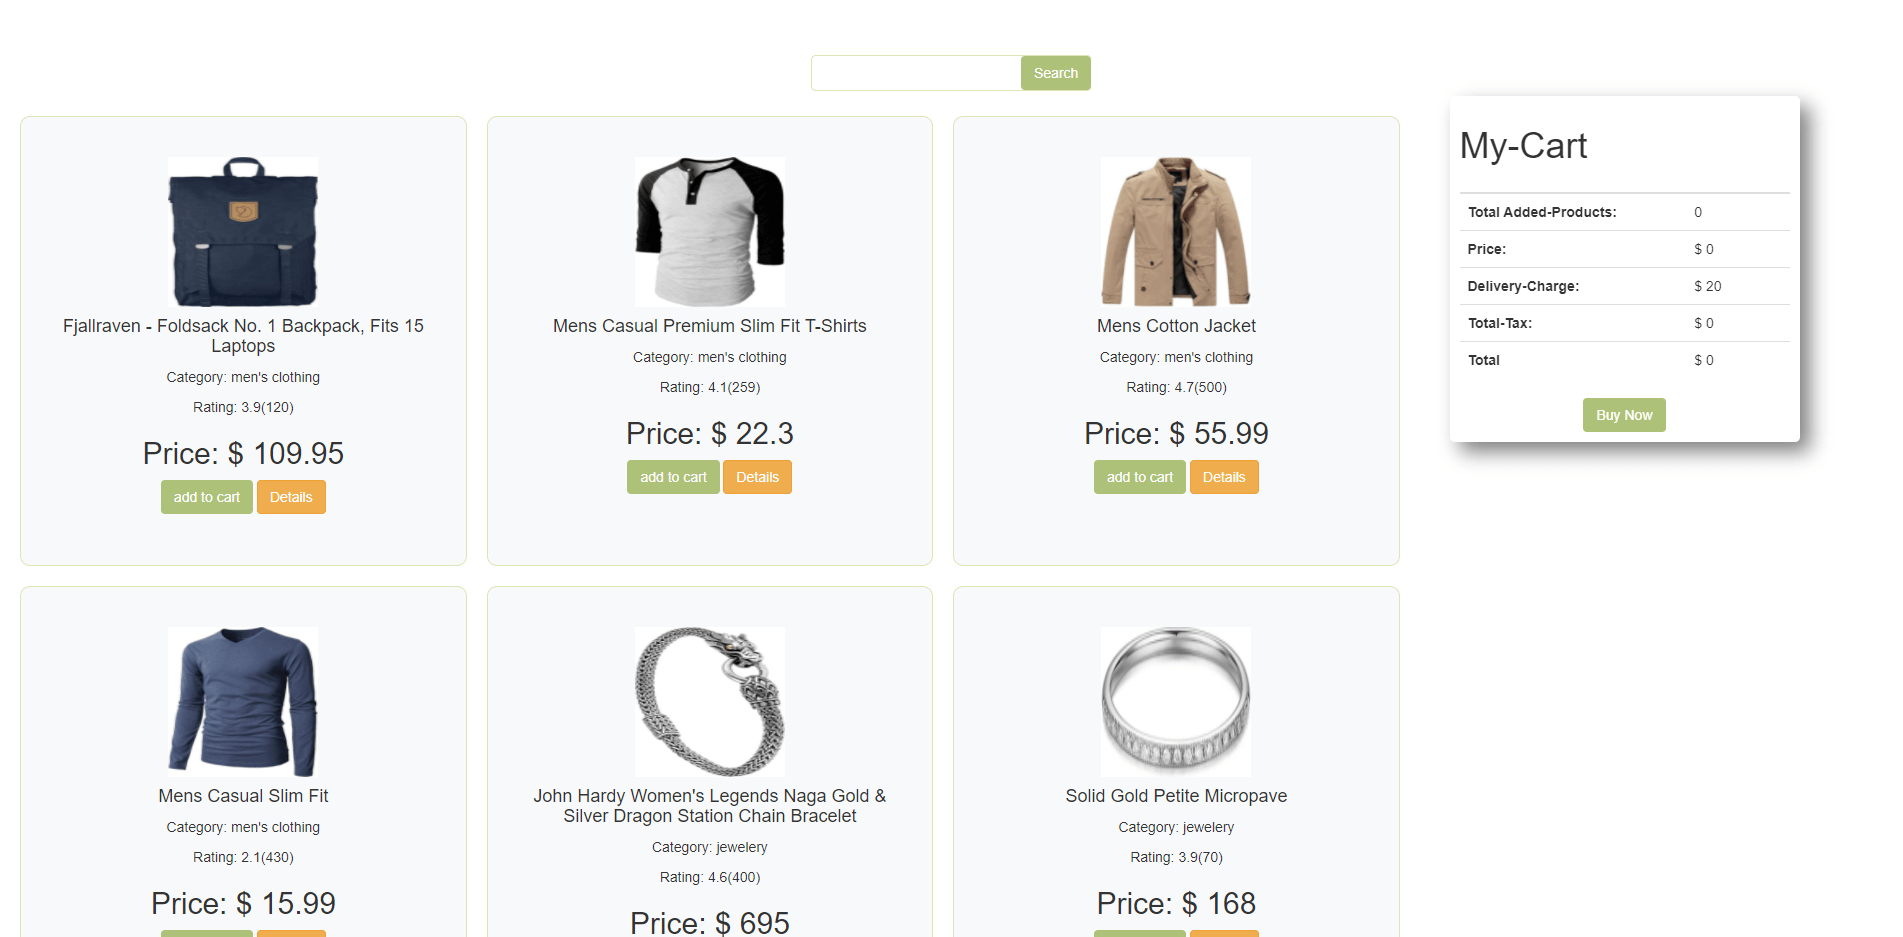 Search
Fjallraven - Foldsack No. 1 Backpack, Fits 15
Laptops
Category: men's clothing
Rating: 3.9(120)
Price: $ 109.95
add to cart Details
Mens Casual Premium Slim Fit T-Shirts
Category: men's clothing
Rating: 4.1(259)
Price: $ 22.3
add to cart Details
Mens Cotton Jacket
Category: men's clothing
Rating: 4.7(500)
Price: $ 55.99
add to cart Details
Mens Casual Slim Fit
Category: men's clothing
Rating: 2.1(430)
Price: $ 15.99
John Hardy Women's Legends Naga Gold &
Silver Dragon Station Chain Bracelet
Category: jewelery
Rating: 4.6(400)
Price: $ 695
Solid Gold Petite Micropave
Category: jewelery
Rating: 3.9(70)
Price: $ 168
My-Cart
Total Added-Products: 0
Price: $ 0
Delivery-Charge: $ 20
Total-Tax: $ 0
Total $ 0
Buy Now